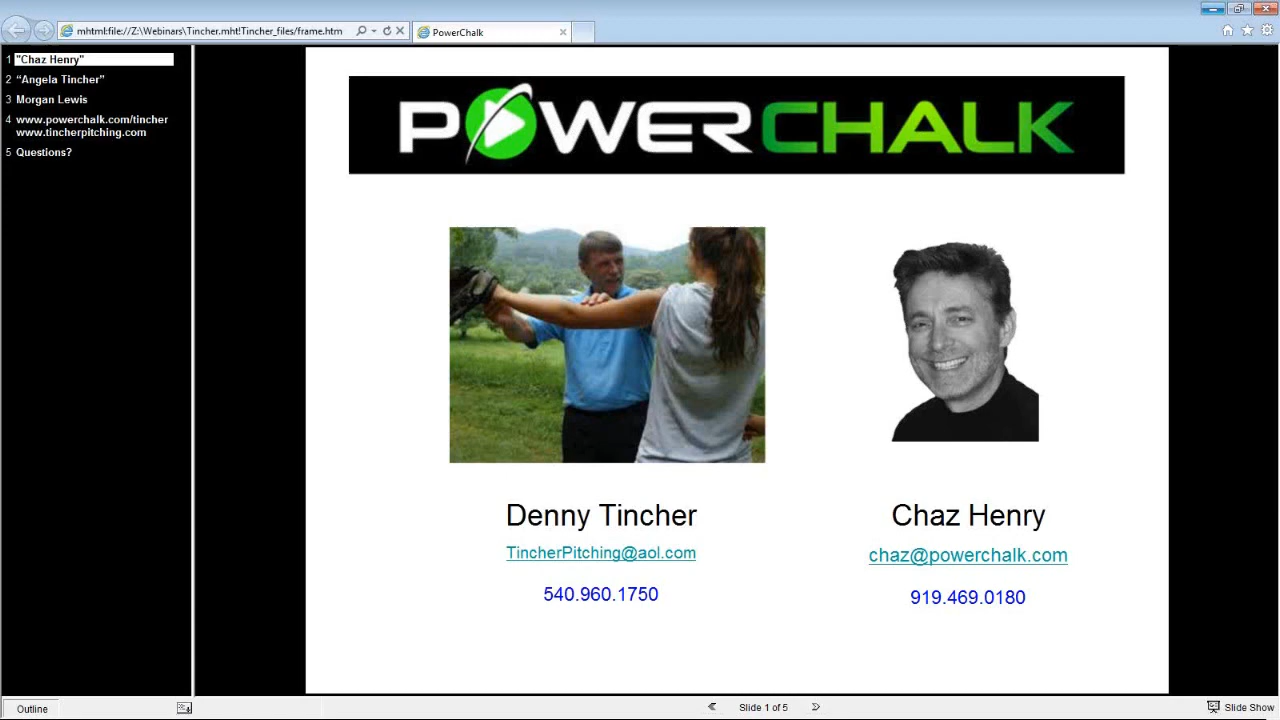 mhtml:file://Z:\Webinars\Tincher.mht!Tincher_files/frame.htm
PowerChalk
1 "Chaz Henry"
2 “Angela Tincher”
3 Morgan Lewis
4 www.powerchalk.com/tincher
www.tincherpitching.com
5 Questions?
POWERCHALK
Denny Tincher
Chaz Henry
TincherPitching@aol.com
chaz@powerchalk.com
540.960.1750
919.469.0180
Outline
Slide 1 of 5
Slide Show